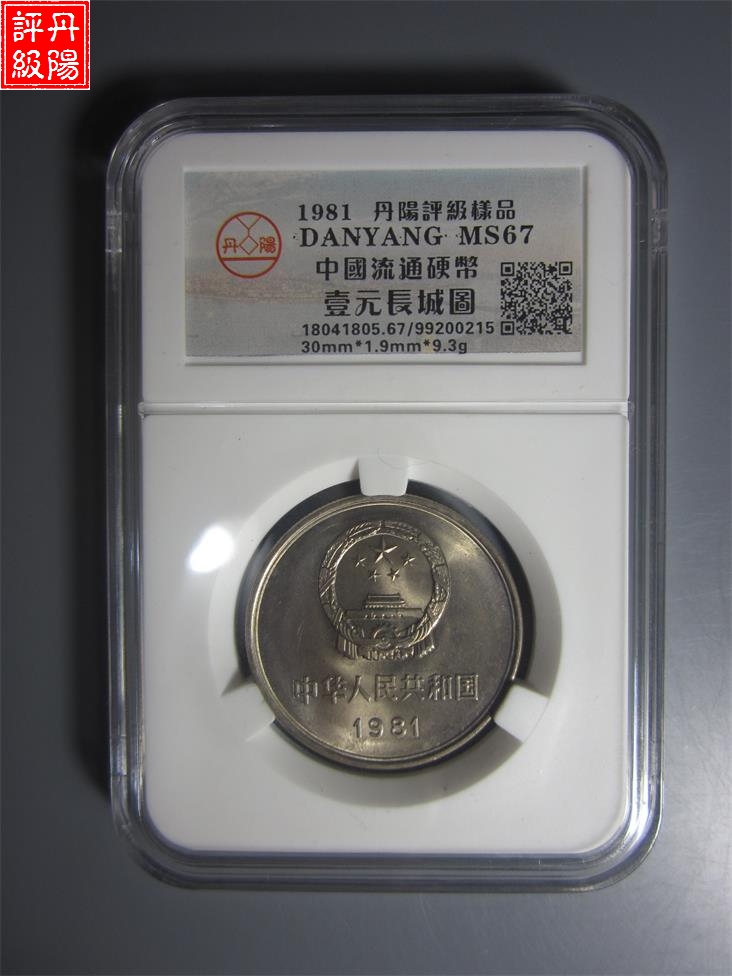 丹陽
評級
1981 丹陽評級樣品
丹陽
DANYANG MS67
中國流通硬幣
壹元長城圖
18041805.67/99200215
30mm*1.9mm*9.3g
中华人民共和国
1981